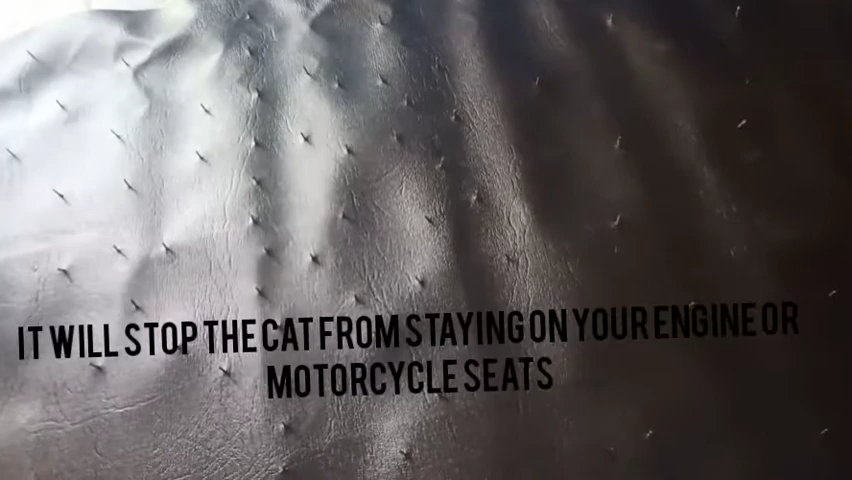 IT WILL STOP THE CAT FROM STAYING ON YOUR ENGINE OR
MOTORCYCLE SEATS